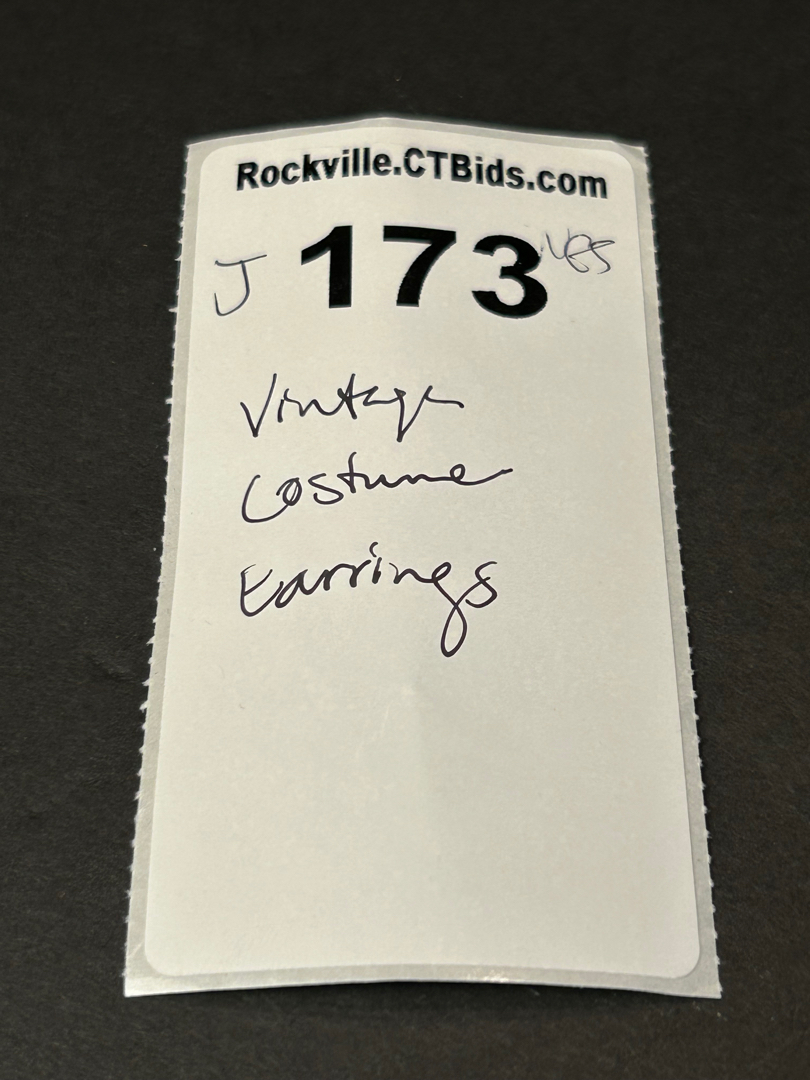 Rockville.CTBids.com
J 173
Vintage
Costume
Earrings